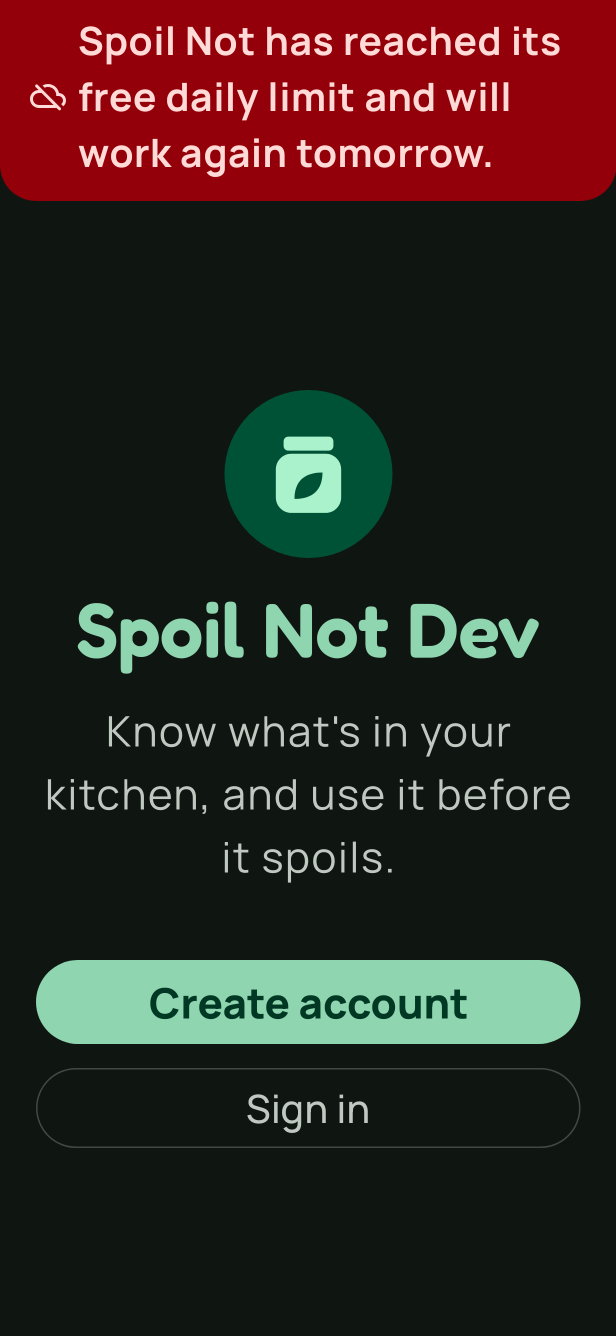 Spoil Not has reached its
free daily limit and will
work again tomorrow.
Spoil Not Dev
Know what's in your
kitchen, and use it before
it spoils.
Create account
Sign in